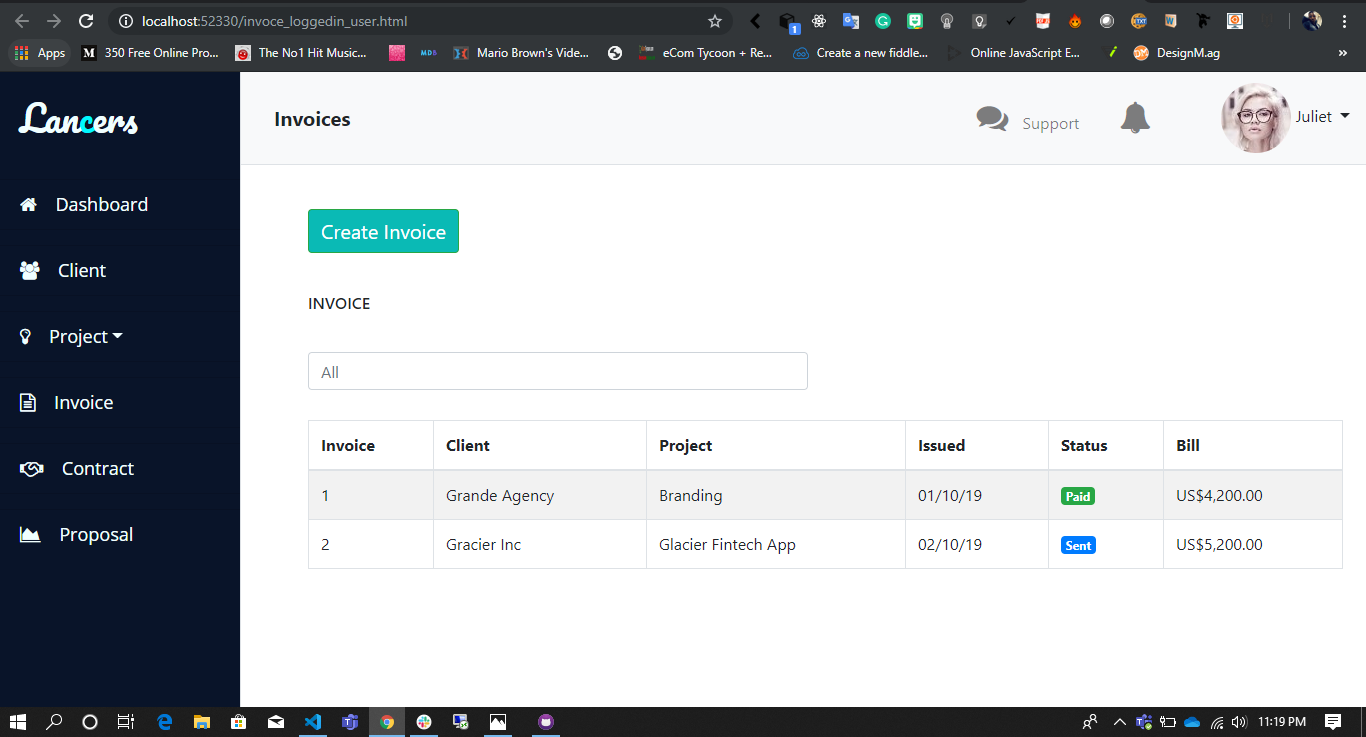 localhost:52330/invoce_loggedin_user.html
1
Apps
M 350 Free Online Pro...
The No1 Hit Music...
MDB
Mario Brown's Vide...
eCom Tycoon + Re...
Create a new fiddle...
Online JavaScript E...
DM DesignM.ag
»
Lancers
Invoices
Support
Juliet
Dashboard
Client
Project
Invoice
Contract
Proposal
Create Invoice
INVOICE
All
Invoice Client Project Issued Status Bill
1 Grande Agency Branding 01/10/19 Paid US$4,200.00
2 Gracier Inc Glacier Fintech App 02/10/19 Sent US$5,200.00
11:19 PM